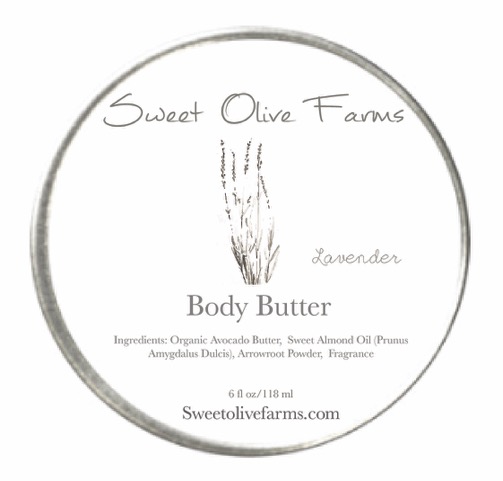 Sweet Olive Farms
Lavender
Body Butter
Ingredients: Organic Avocado Butter, Sweet Almond Oil (Prunus
Amygdalus Dulcis), Arrowroot Powder, Fragrance
6 fl oz/118 ml
Sweetolivefarms.com